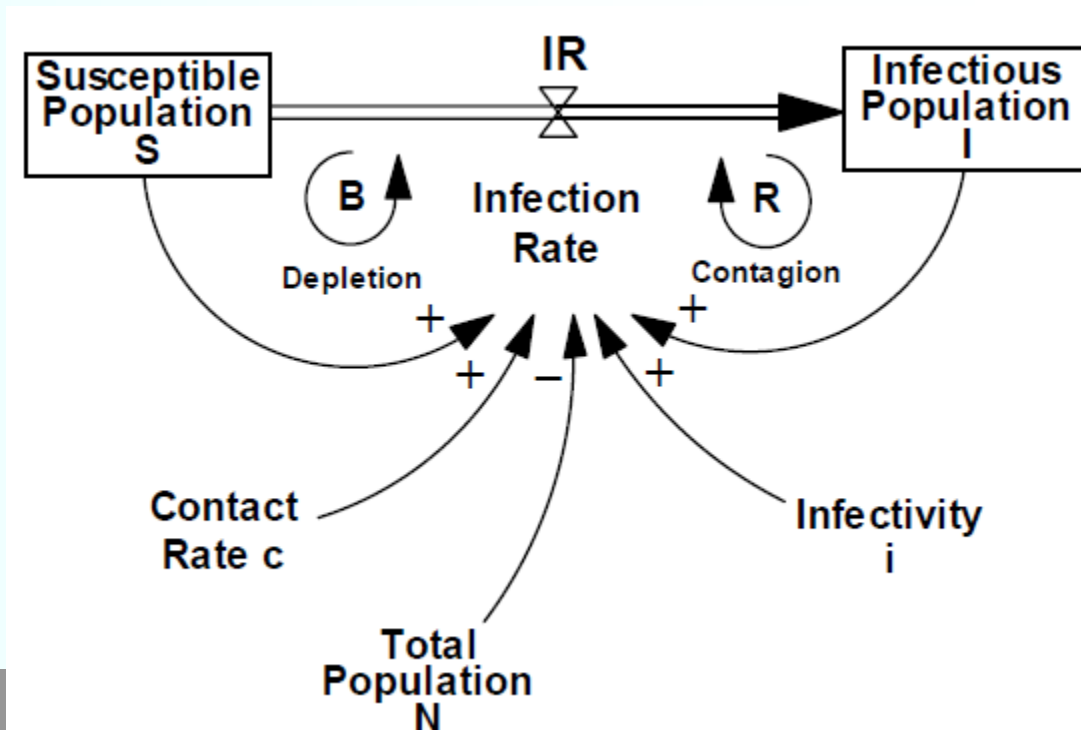 Susceptible
Population
S
IR
Infectious
Population
I
B
Infection
Rate
R
Depletion
Contagion
+
+
+
−
+
Contact
Rate c
Infectivity
i
Total
Population
N